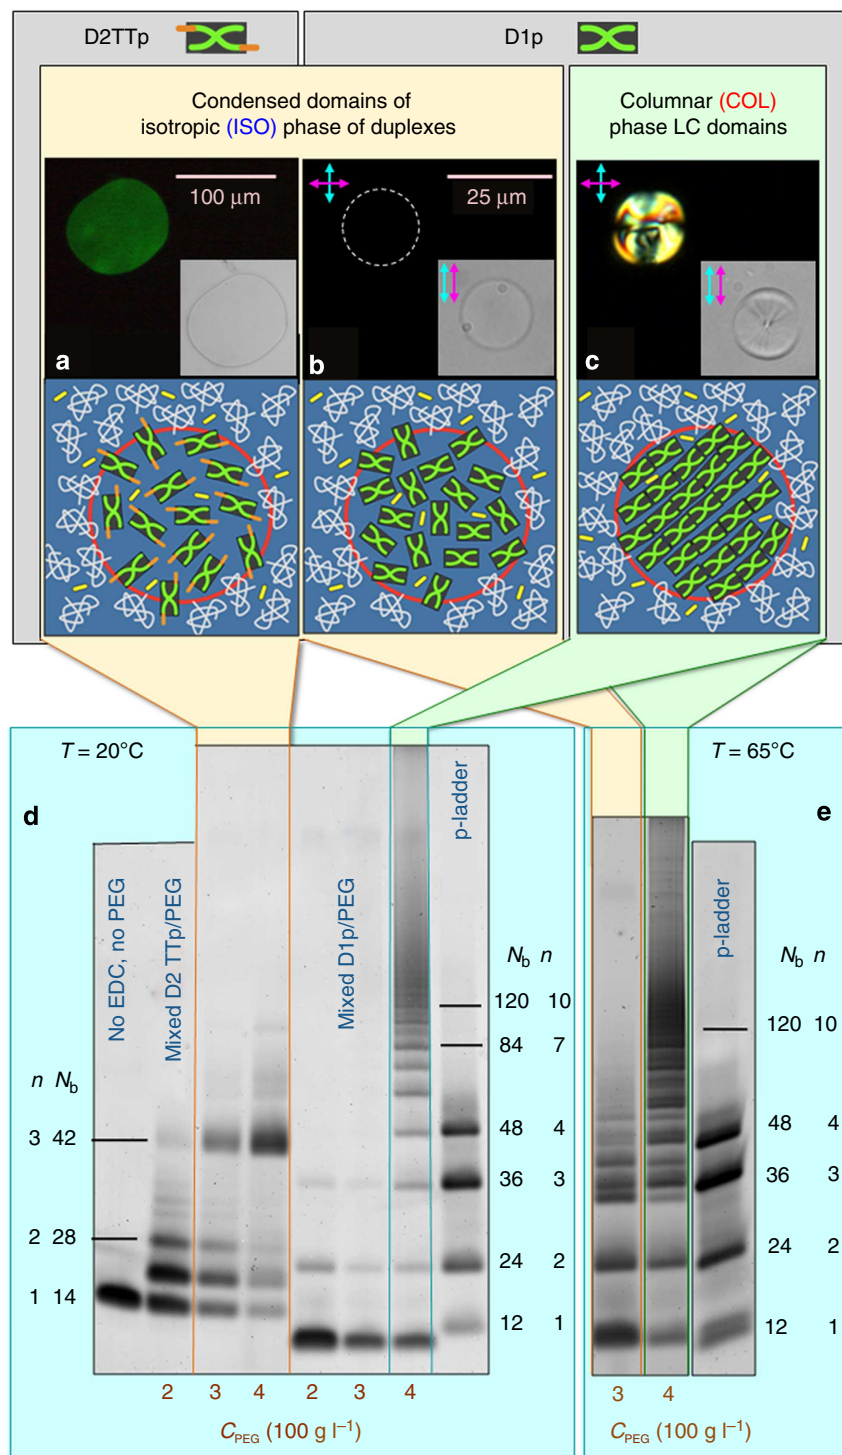 D2TTp
D1p
Condensed domains of
isotropic (ISO) phase of duplexes
Columnar (COL)
phase LC domains
100 µm
25 µm
a
b
c
T = 20°C
T = 65°C
d
e
No EDC, no PEG
Mixed D2 TTp/PEG
Mixed D1p/PEG
p-ladder
p-ladder
n Nb
3 42
2 28
1 14
Nb n
120 10
84 7
48 4
36 3
24 2
12 1
Nb n
120 10
48 4
36 3
24 2
12 1
2 3 4 2 3 4
CPEG (100 g l–1)
3 4
CPEG (100 g l–1)